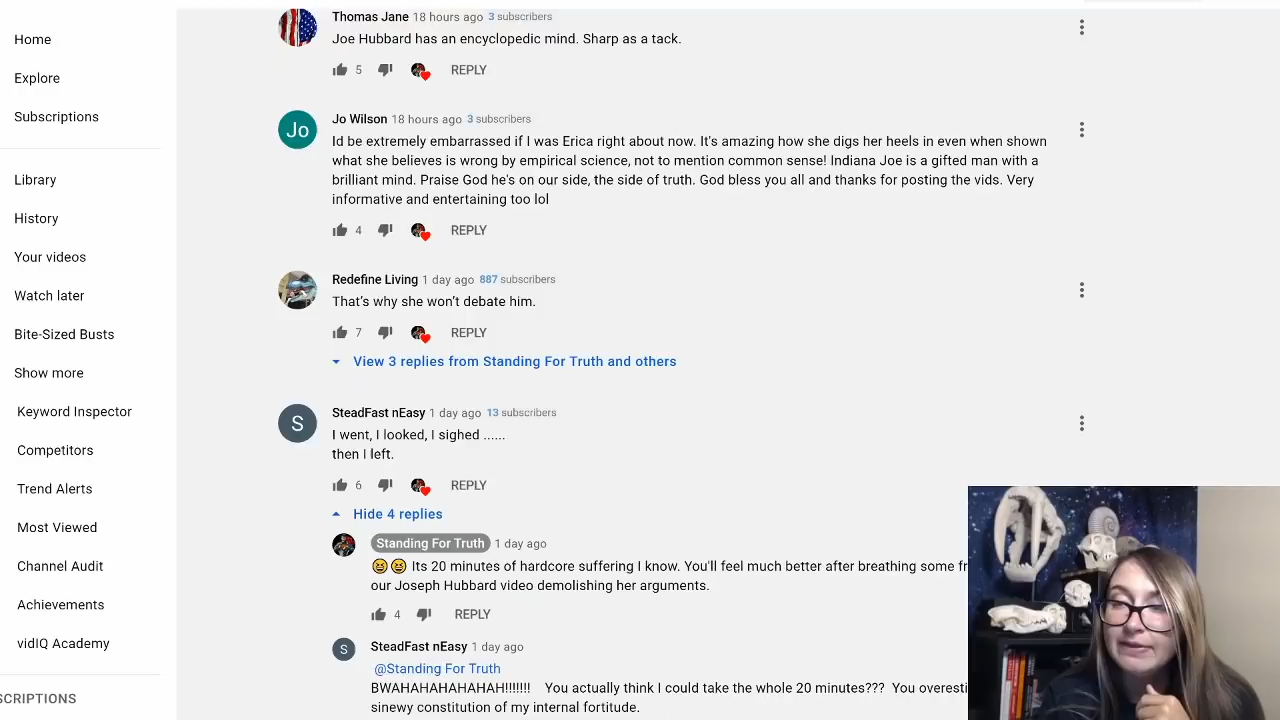 Home
Explore
Subscriptions
Library
History
Your videos
Watch later
Bite-Sized Busts
Show more
Keyword Inspector
Competitors
Trend Alerts
Most Viewed
Channel Audit
Achievements
vidIQ Academy
SCRIPTIONS
Thomas Jane 18 hours ago 3 subscribers
Joe Hubbard has an encyclopedic mind. Sharp as a tack.
5 REPLY
Jo
Jo Wilson 18 hours ago 3 subscribers
Id be extremely embarrassed if I was Erica right about now. It's amazing how she digs her heels in even when shown
what she believes is wrong by empirical science, not to mention common sense! Indiana Joe is a gifted man with a
brilliant mind. Praise God he's on our side, the side of truth. God bless you all and thanks for posting the vids. Very
informative and entertaining too lol
4 REPLY
Redefine Living 1 day ago 887 subscribers
That’s why she won’t debate him.
7 REPLY
View 3 replies from Standing For Truth and others
S
SteadFast nEasy 1 day ago 13 subscribers
I went, I looked, I sighed ......
then I left.
6 REPLY
Hide 4 replies
Standing For Truth 1 day ago
😆😆 Its 20 minutes of hardcore suffering I know. You'll feel much better after breathing some
our Joseph Hubbard video demolishing her arguments.
4 REPLY
S
SteadFast nEasy 1 day ago
@Standing For Truth
BWAHAHAHAHAHAH!!!!!!! You actually think I could take the whole 20 minutes??? You
sinewy constitution of my internal fortitude.